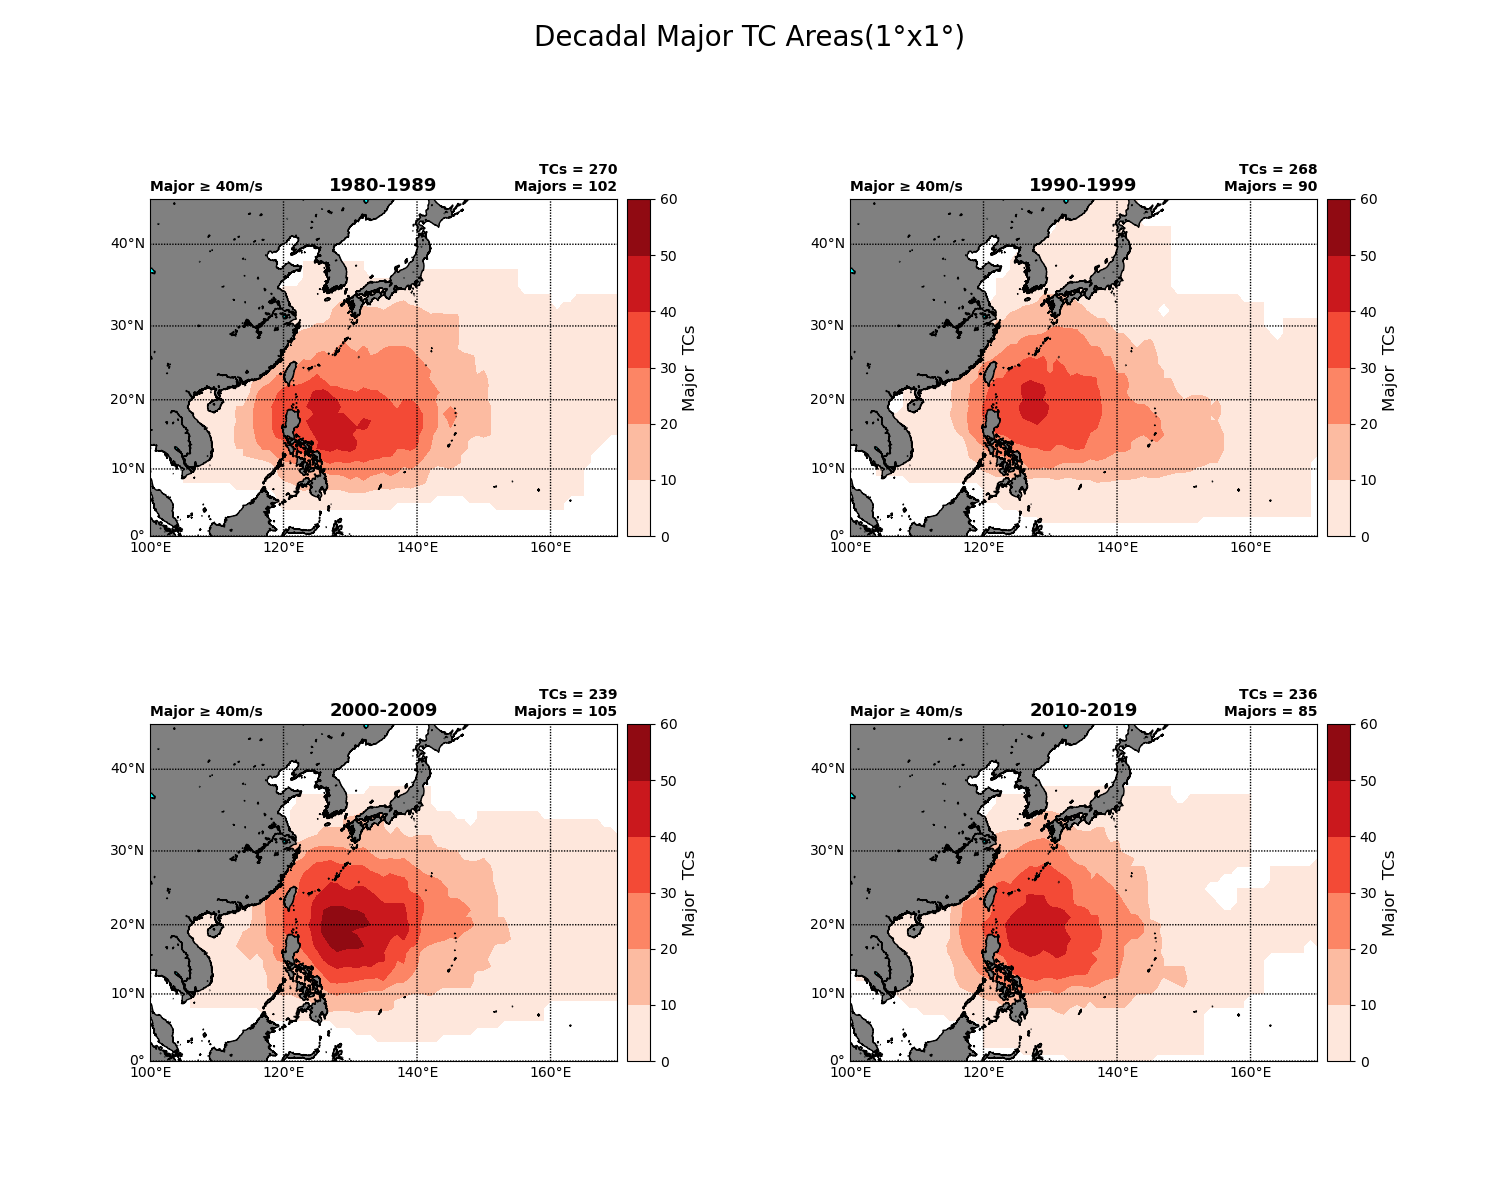 Decadal Major TC Areas(1°x1°)
TCs = 270
Major ≥ 40m/s 1980-1989 Majors = 102
40°N
30°N
20°N
10°N
0°
100°E 120°E 140°E 160°E
60
50
40
30
20
10
0
Major TCs
TCs = 268
Major ≥ 40m/s 1990-1999 Majors = 90
40°N
30°N
20°N
10°N
0°
100°E 120°E 140°E 160°E
60
50
40
30
20
10
0
Major TCs
TCs = 239
Major ≥ 40m/s 2000-2009 Majors = 105
40°N
30°N
20°N
10°N
0°
100°E 120°E 140°E 160°E
60
50
40
30
20
10
0
Major TCs
TCs = 236
Major ≥ 40m/s 2010-2019 Majors = 85
40°N
30°N
20°N
10°N
0°
100°E 120°E 140°E 160°E
60
50
40
30
20
10
0
Major TCs